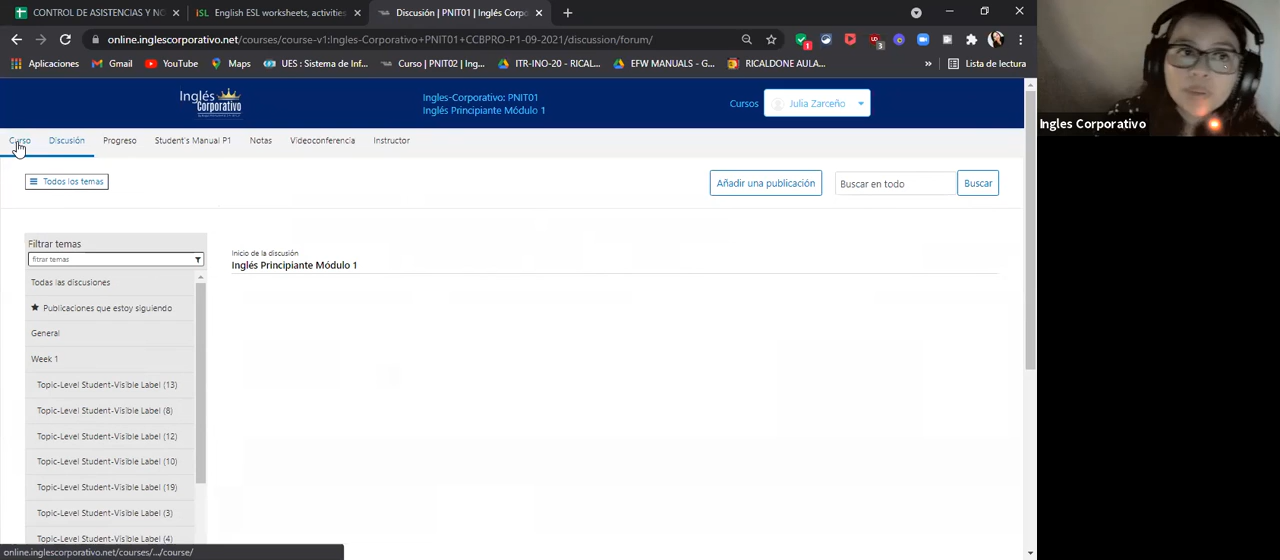 CONTROL DE ASISTENCIAS Y NO
iSL English ESL worksheets, activities
Discusión | PNIT01 | Inglés Corpo
online.inglescorporativo.net/courses/course-v1:Ingles-Corporativo+PNIT01+CCBPRO-P1-09-2021/discussion/forum/
Aplicaciones
Gmail
YouTube
Maps
UES : Sistema de Inf...
Curso | PNIT02 | Ing...
ITR-INO-20 - RICAL...
EFW MANUALS - G...
RICALDONE AULA...
»
Lista de lectura
Inglés
Corporativo
Ingles-Corporativo: PNIT01
Inglés Principiante Módulo 1
Cursos
Julia Zarceño
Ingles Corporativo
Curso
Discusión
Progreso
Student's Manual P1
Notas
Videoconferencia
Instructor
Todos los temas
Añadir una publicación
Buscar en todo
Buscar
Filtrar temas
filtrar temas
Inicio de la discusión
Inglés Principiante Módulo 1
Todas las discusiones
Publicaciones que estoy siguiendo
General
Week 1
Topic-Level Student-Visible Label (13)
Topic-Level Student-Visible Label (8)
Topic-Level Student-Visible Label (12)
Topic-Level Student-Visible Label (10)
Topic-Level Student-Visible Label (19)
Topic-Level Student-Visible Label (3)
Topic-Level Student-Visible Label (4)
online.inglescorporativo.net/courses/.../course/